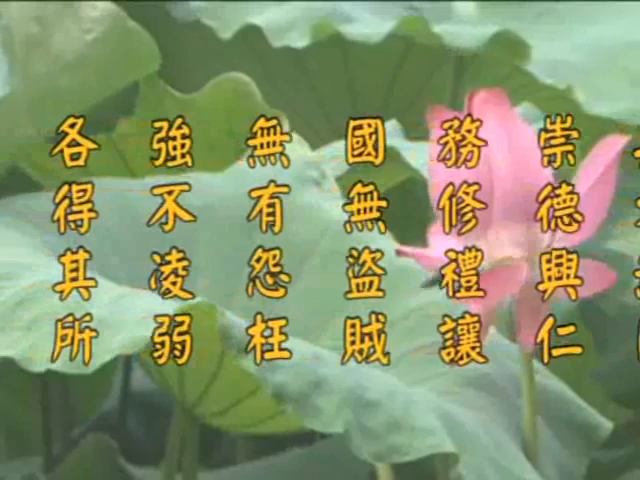 崇德興仁
務修禮讓
國無盜賊
無有怨枉
強不凌弱
各得其所